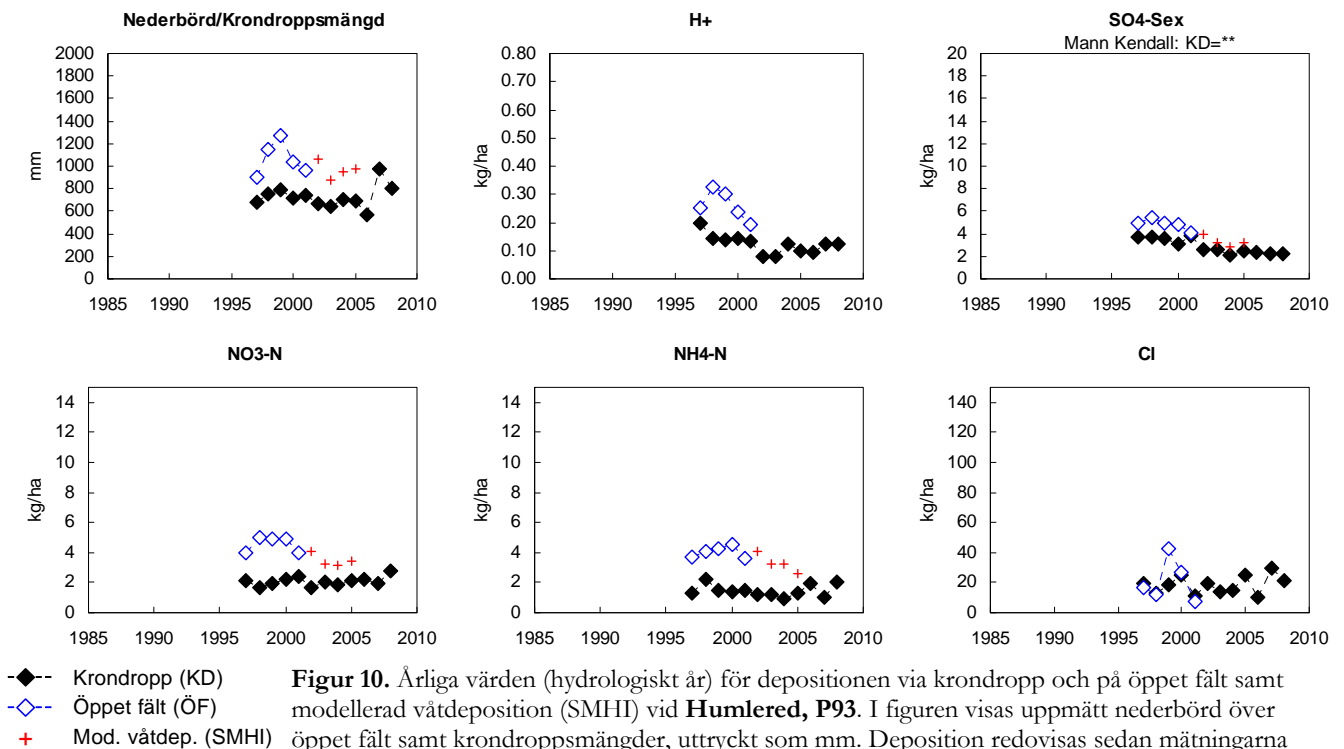 Nederbörd/Krondroppsmängd
mm
2000
1800
1600
1400
1200
1000
800
600
400
200
0
1985 1990 1995 2000 2005 2010
H+
kg/ha
0.80
0.70
0.60
0.50
0.40
0.30
0.20
0.10
0.00
1985 1990 1995 2000 2005 2010
SO4-Sex
Mann Kendall: KD=**
kg/ha
20
18
16
14
12
10
8
6
4
2
0
1985 1990 1995 2000 2005 2010
NO3-N
kg/ha
14
12
10
8
6
4
2
0
1985 1990 1995 2000 2005 2010
NH4-N
kg/ha
14
12
10
8
6
4
2
0
1985 1990 1995 2000 2005 2010
Cl
kg/ha
140
120
100
80
60
40
20
0
1985 1990 1995 2000 2005 2010
Krondropp (KD)
Öppet fält (ÖF)
Mod. våtdep. (SMHI)
Figur 10. Årliga värden (hydrologiskt år) för depositionen via krondropp och på öppet fält samt
modellerad våtdeposition (SMHI) vid Humlered, P93. I figuren visas uppmätt nederbörd över
öppet fält samt krondroppsmängder, uttryckt som mm. Deposition redovisas sedan mätningarna